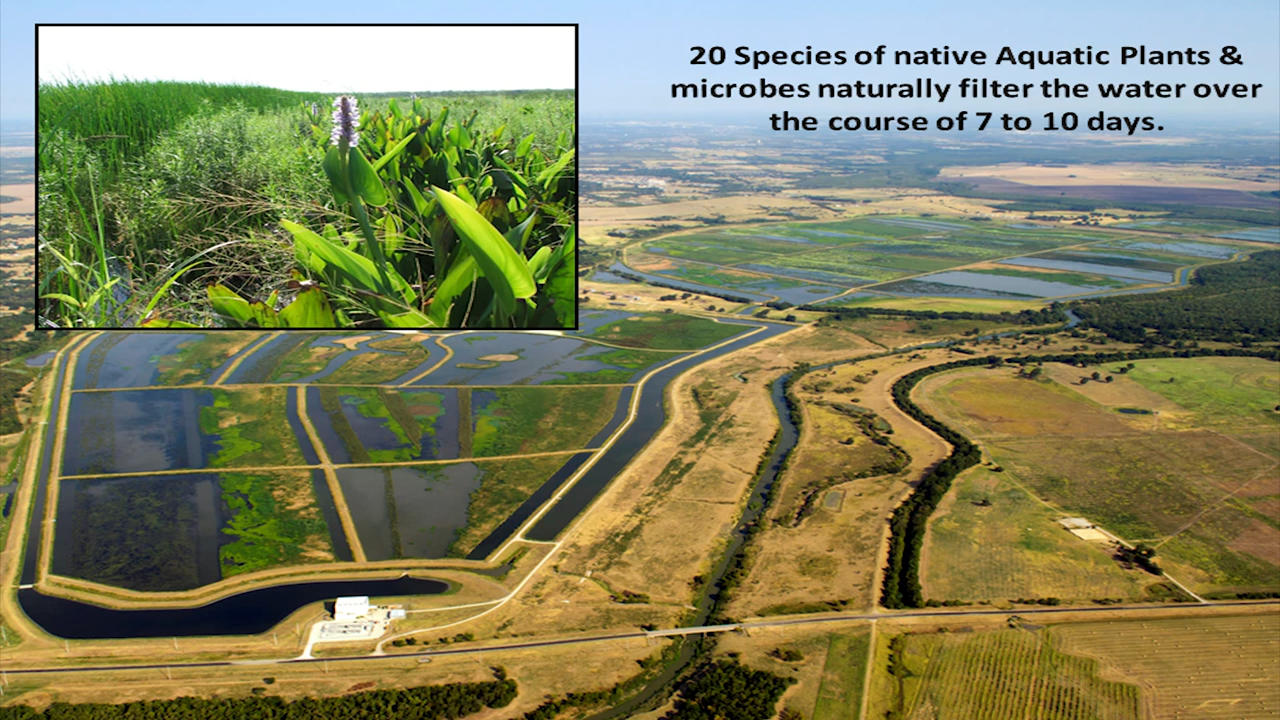 20 Species of native Aquatic Plants &
microbes naturally filter the water over
the course of 7 to 10 days.